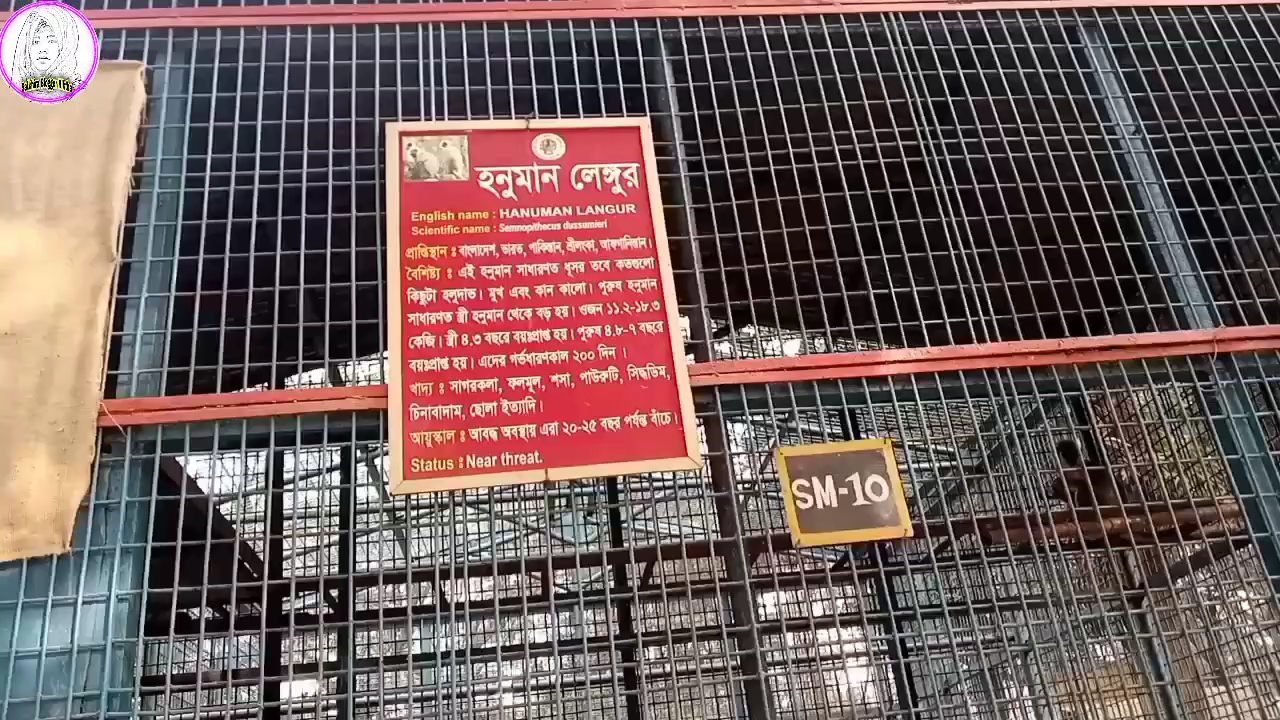 হনুমান লেঙ্গুর
English name : HANUMAN LANGUR
Scientific name : Semnopithecus dussumieri
প্রাপ্তিস্থান : বাংলাদেশ, ভারত, পাকিস্তান, শ্রীলংকা, আফগানিস্তান।
বৈশিষ্ট্য : এই হনুমান সাধারণত ধূসর তবে কতগুলো
কিছুটা হলুদাভ। মুখ এবং কান কালো। পুরুষ হনুমান
সাধারণত স্ত্রী হনুমান থেকে বড় হয়। ওজন ১১.২-১৮.৩
কেজি। স্ত্রী ৪.৩ বছরে বয়ঃপ্রাপ্ত হয়। পুরুষ ৪.৮-৭ বছরে
বয়ঃপ্রাপ্ত হয়। এদের গর্ভধারণকাল ২০০ দিন ।
খাদ্য : সাগরকলা, ফলমূল, শসা, পাউরুটি, সিদ্ধডিম,
চিনাবাদাম, ছোলা ইত্যাদি।
আয়ুস্কাল : আবদ্ধ অবস্থায় এরা ২০-২৫ বছর পর্যন্ত বাঁচে।
Status : Near threat.
SM-10